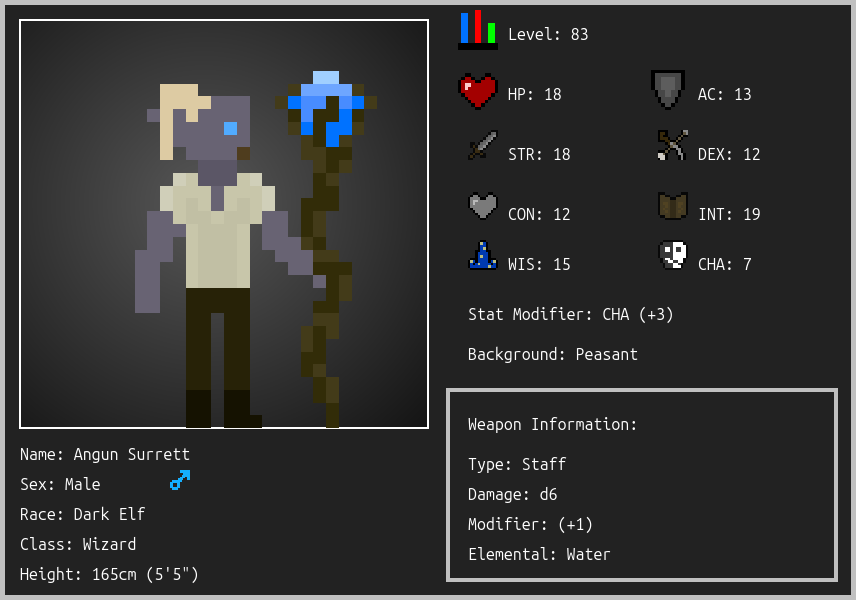 Level: 83
HP: 18
AC: 13
STR: 18
DEX: 12
CON: 12
INT: 19
WIS: 15
CHA: 7
Stat Modifier: CHA (+3)
Background: Peasant
Weapon Information:
Type: Staff
Damage: d6
Modifier: (+1)
Elemental: Water
Name: Angun Surrett
Sex: Male
Race: Dark Elf
Class: Wizard
Height: 165cm (5'5")